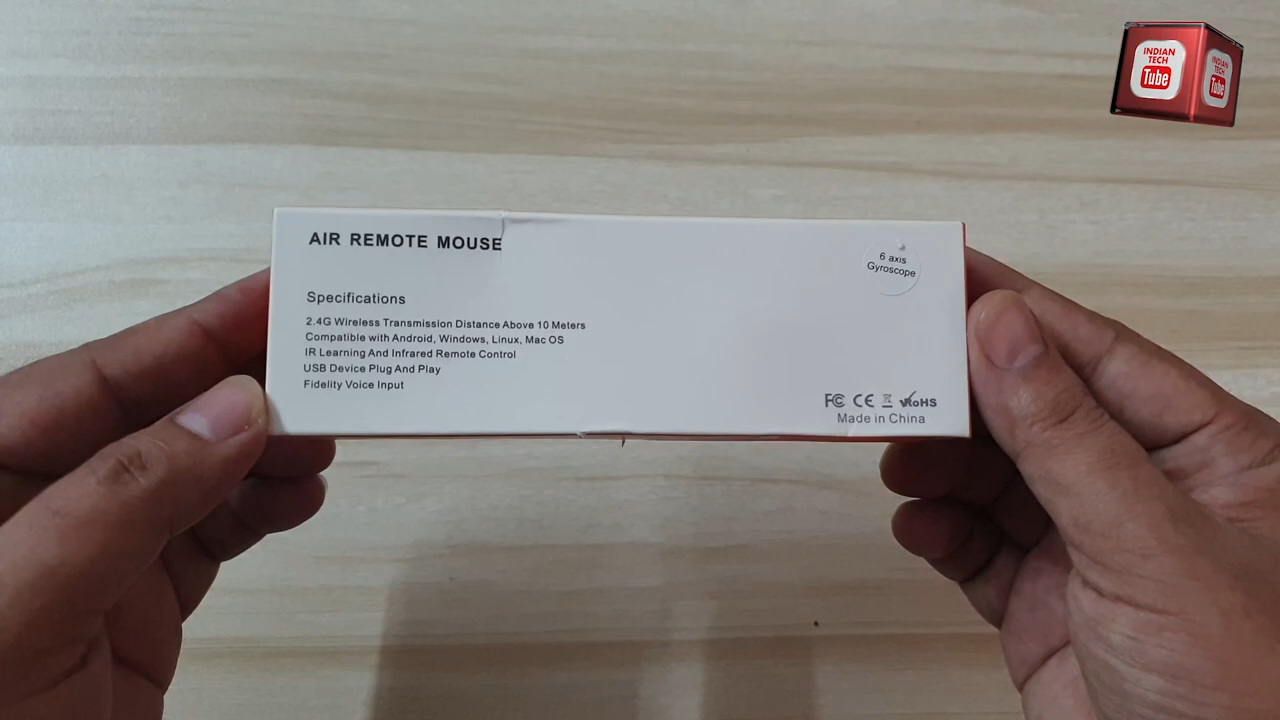 INDIAN
TECH
Tube
INDIAN
TECH
Tube
AIR REMOTE MOUSE
6 axis
Gyroscope
Specifications
2.4G Wireless Transmission Distance Above 10 Meters
Compatible with Android, Windows, Linux, Mac OS
IR Learning And Infrared Remote Control
USB Device Plug And Play
Fidelity Voice Input
FC CE RoHS
Made in China